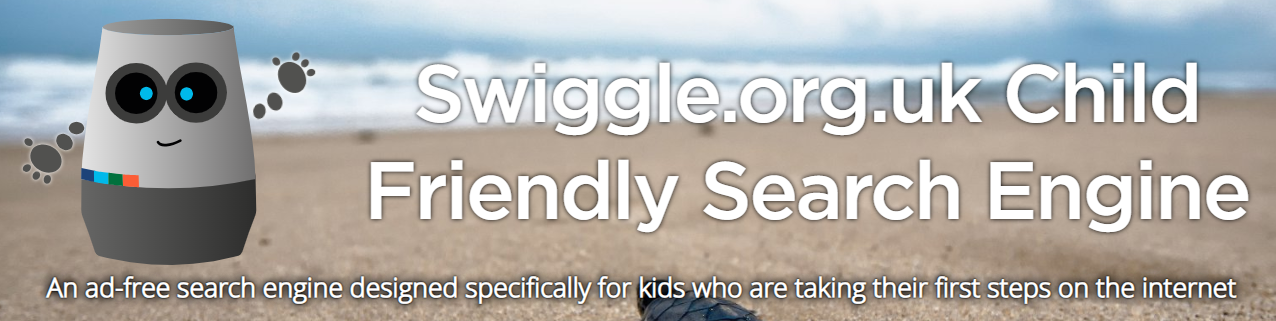 Swiggle.org.uk Child
Friendly Search Engine
An ad-free search engine designed specifically for kids who are taking their first steps on the internet